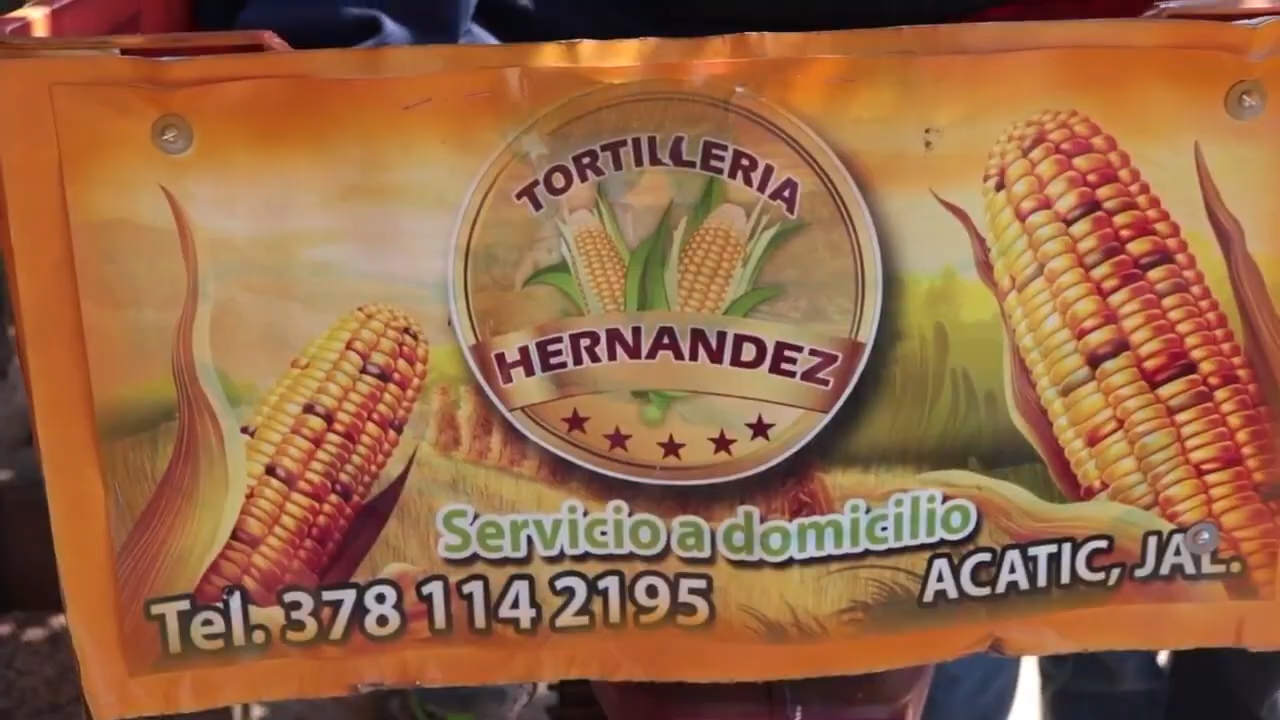 TORTILLERIA
HERNANDEZ
Servicio a domicilio
ACATIC, JAL.
Tel. 378 114 2195